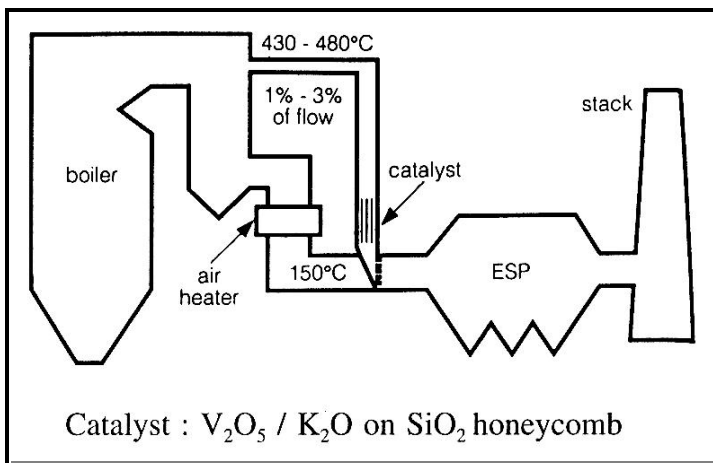 430 - 480°C
1% - 3%
of flow
stack
boiler
catalyst
air
heater
150°C
ESP
Catalyst : V₂O₅ / K₂O on SiO₂ honeycomb